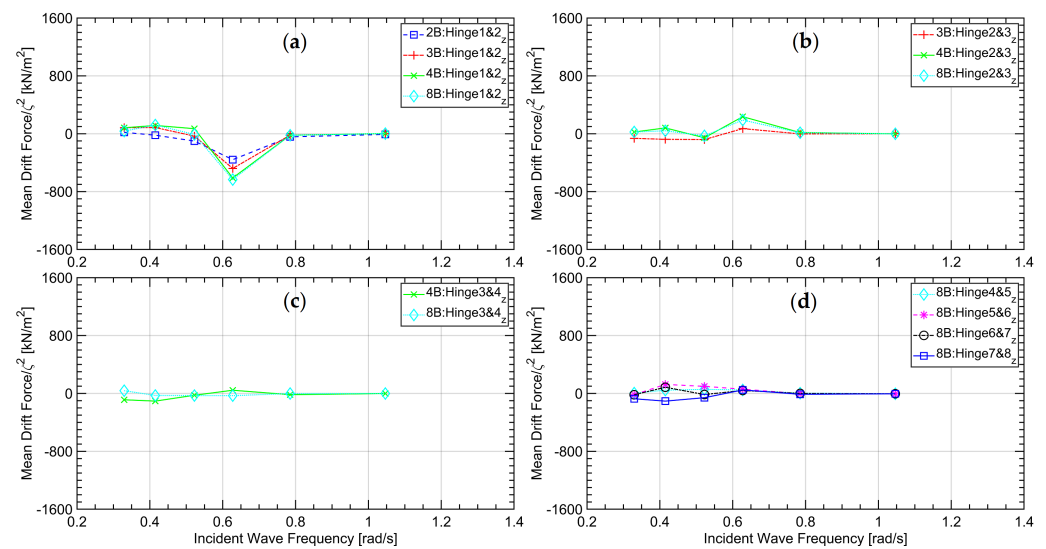 Mean Drift Force/ζ² [kN/m²]
1600
800
0
-800
-1600
(a)
2B:Hinge1&2z
3B:Hinge1&2z
4B:Hinge1&2z
8B:Hinge1&2z
0.2 0.4 0.6 0.8 1 1.2 1.4
Mean Drift Force/ζ² [kN/m²]
1600
800
0
-800
-1600
(b)
3B:Hinge2&3z
4B:Hinge2&3z
8B:Hinge2&3z
0.2 0.4 0.6 0.8 1 1.2 1.4
Mean Drift Force/ζ² [kN/m²]
1600
800
0
-800
-1600
(c)
4B:Hinge3&4z
8B:Hinge3&4z
0.2 0.4 0.6 0.8 1 1.2 1.4
Incident Wave Frequency [rad/s]
Mean Drift Force/ζ² [kN/m²]
1600
800
0
-800
-1600
(d)
8B:Hinge4&5z
8B:Hinge5&6z
8B:Hinge6&7z
8B:Hinge7&8z
0.2 0.4 0.6 0.8 1 1.2 1.4
Incident Wave Frequency [rad/s]